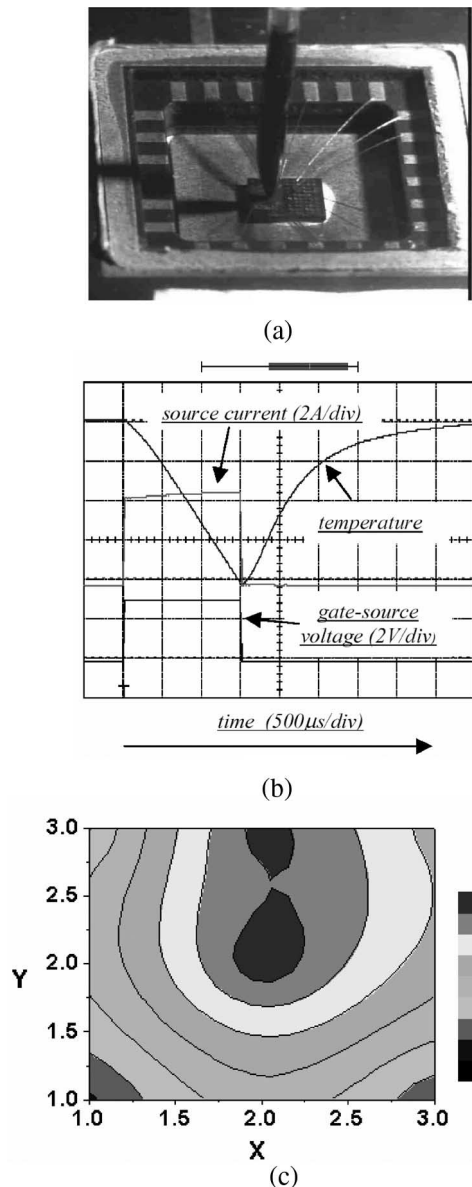 (a)
source current (2A/div)
temperature
gate-source
voltage (2V/div)
time (500µs/div)
(b)
3.0
2.5
Y
2.0
1.5
1.0
1.0 1.5 2.0 2.5 3.0
X
(c)